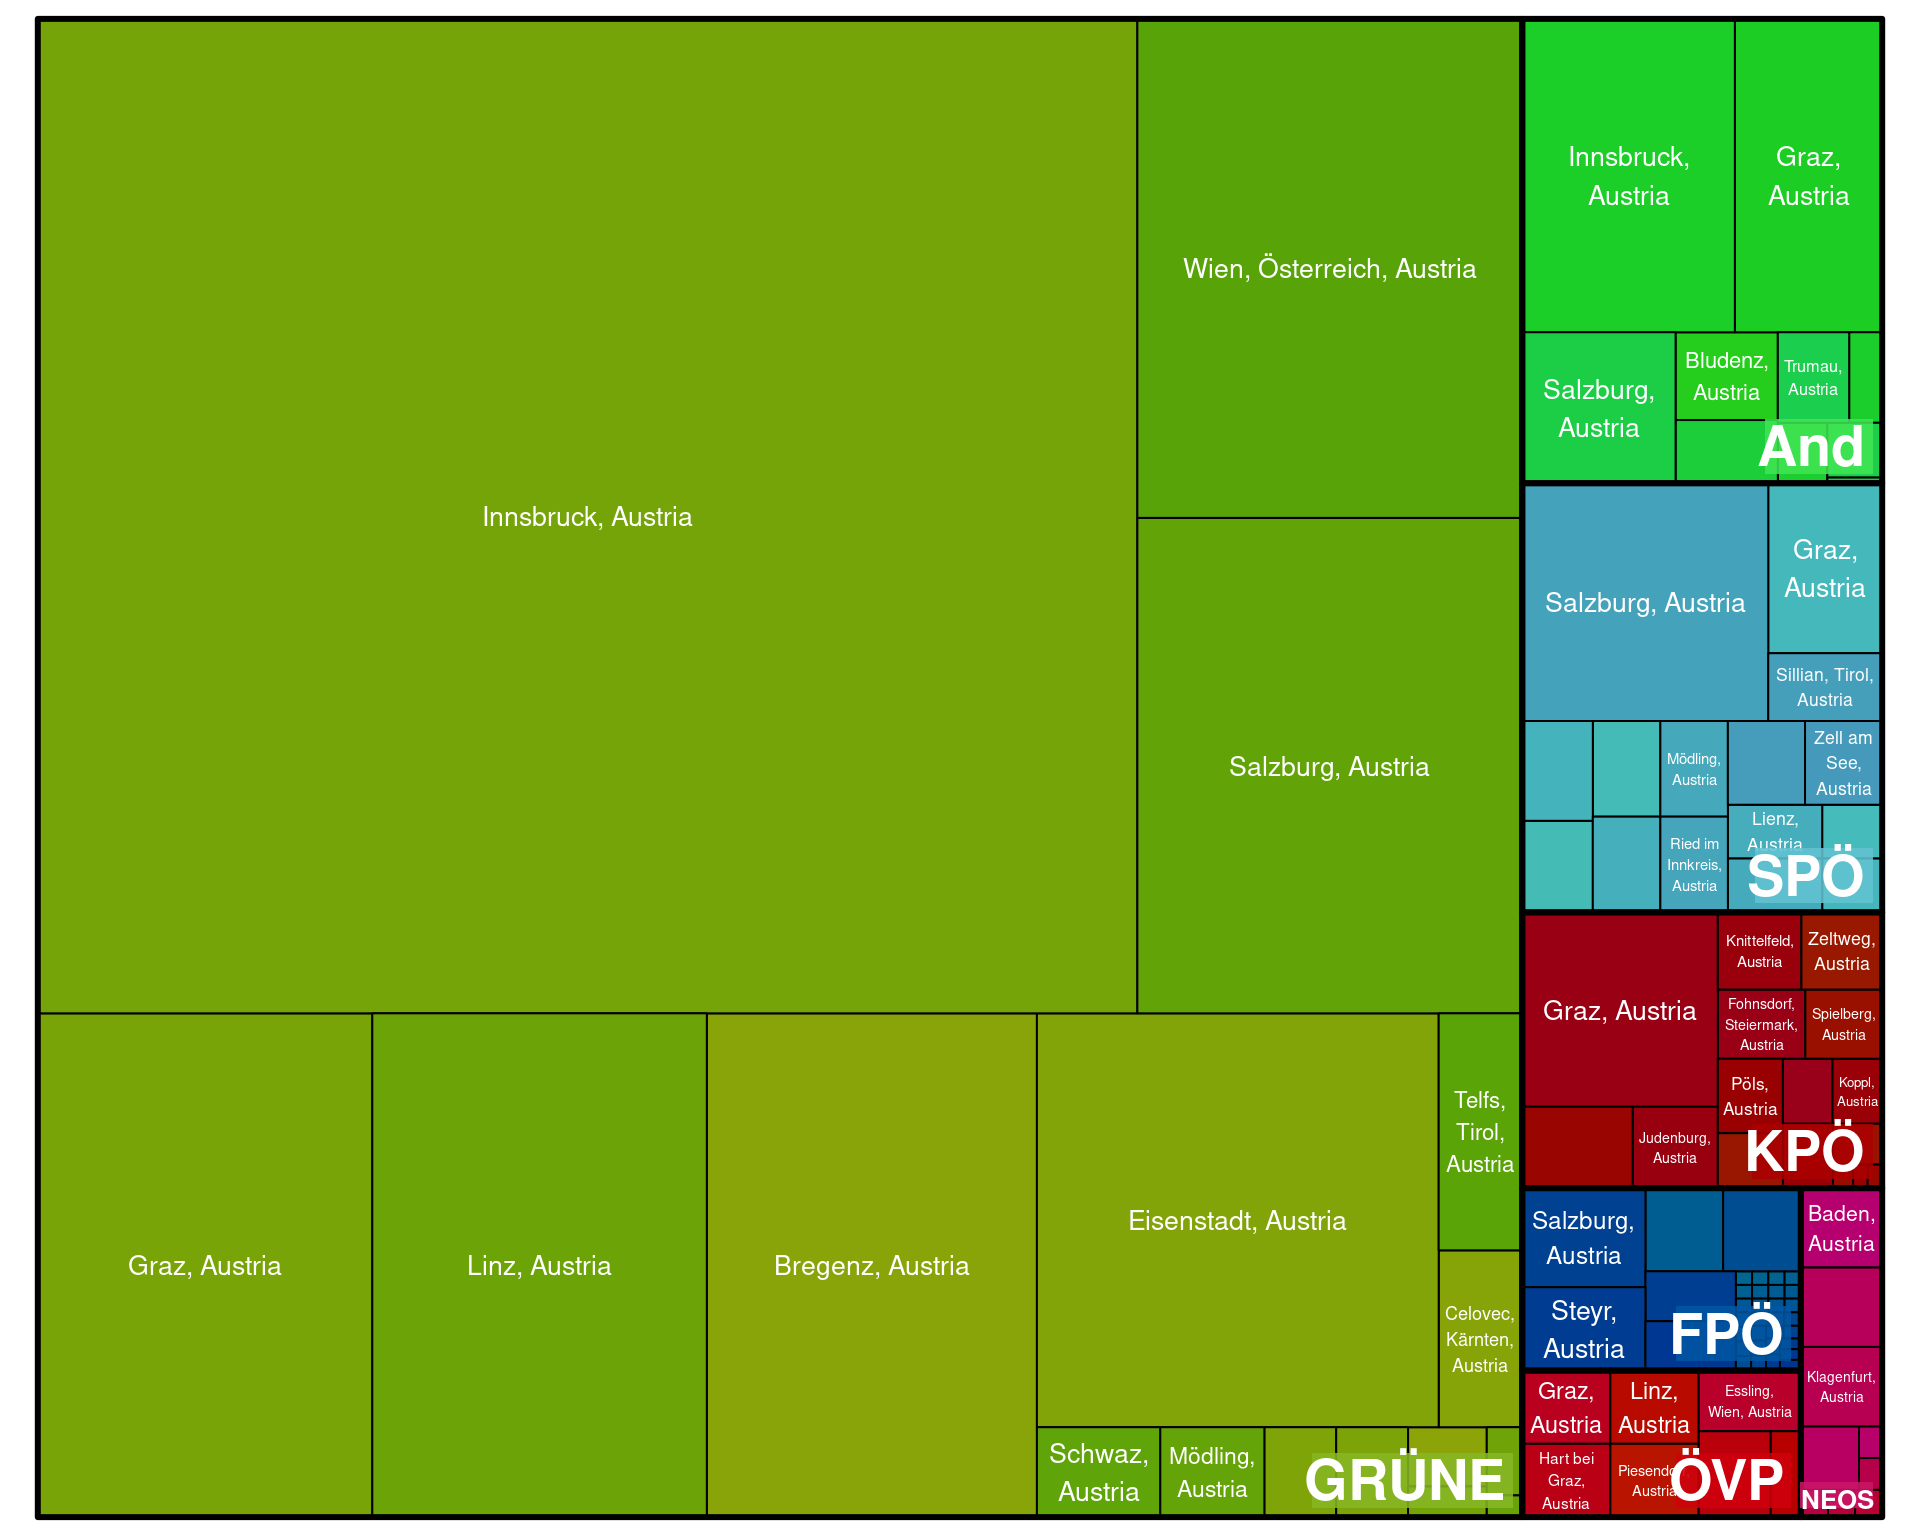 Innsbruck, Austria
Wien, Österreich, Austria
Salzburg, Austria
Graz, Austria
Linz, Austria
Bregenz, Austria
Eisenstadt, Austria
Telfs,
Tirol,
Austria
Celovec,
Kärnten,
Austria
Schwaz,
Austria
Mödling,
Austria
GRÜNE
Innsbruck,
Austria
Graz,
Austria
Salzburg,
Austria
Bludenz,
Austria
Trumau,
Austria
And
Salzburg, Austria
Graz,
Austria
Sillian, Tirol,
Austria
Mödling,
Austria
Zell am
See,
Austria
Ried im
Innkreis,
Austria
Lienz,
Austria
SPÖ
Graz, Austria
Knittelfeld,
Austria
Zeltweg,
Austria
Fohnsdorf,
Steiermark,
Austria
Spielberg,
Austria
Pöls,
Austria
Koppl,
Austria
Judenburg,
Austria
KPÖ
Salzburg,
Austria
Steyr,
Austria
FPÖ
Baden,
Austria
Klagenfurt,
Austria
NEOS
Graz,
Austria
Linz,
Austria
Essling,
Wien, Austria
Hart bei
Graz,
Austria
Piesendorf,
Austria
ÖVP